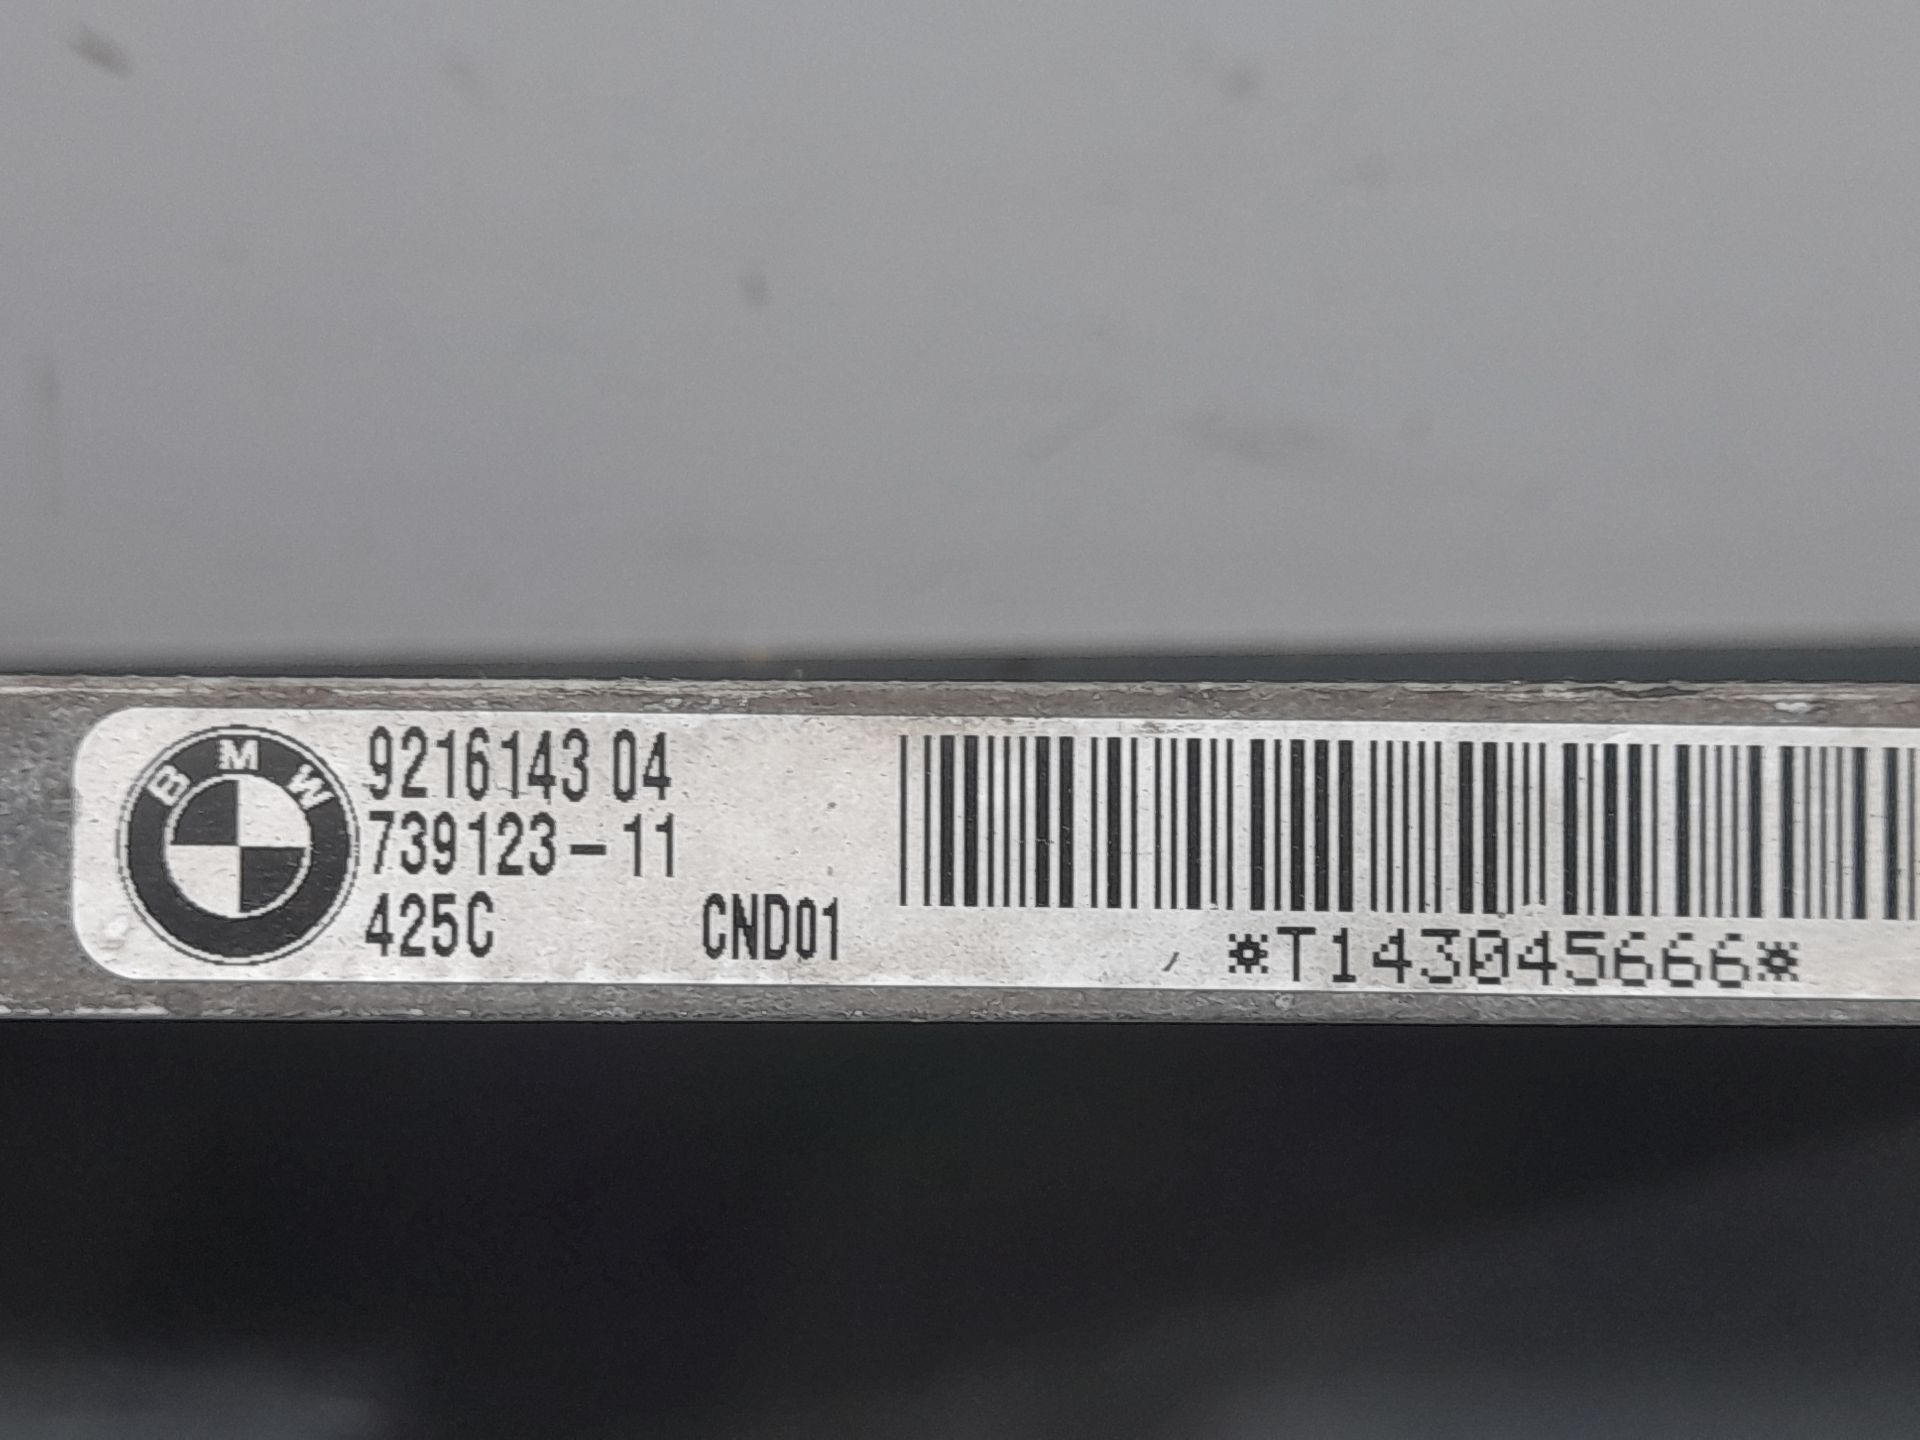 BMW
9216143 04
739123-11
425C CND01
*T143045666*